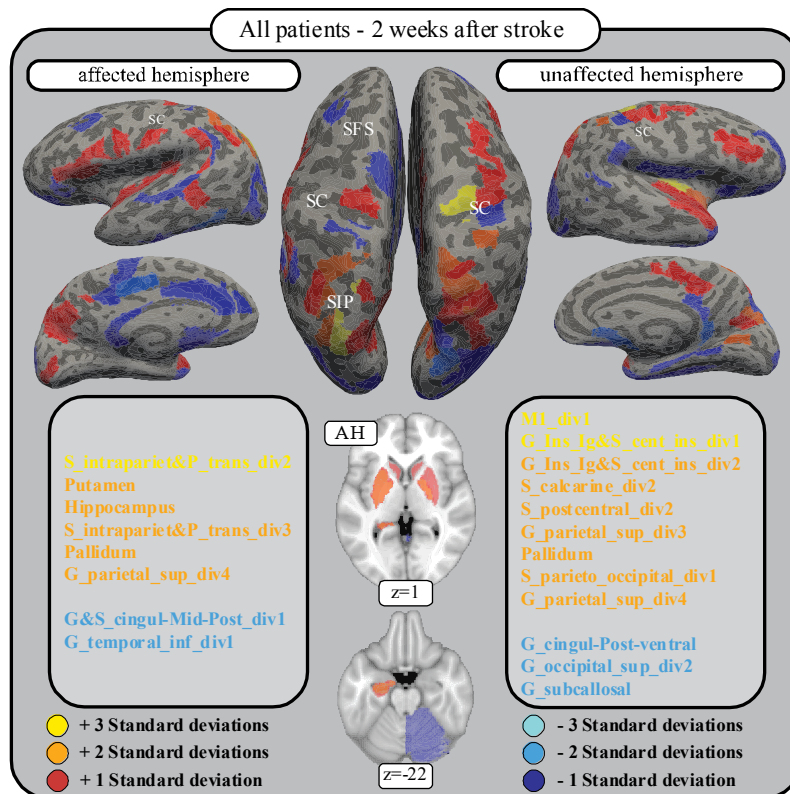 All patients - 2 weeks after stroke
affected hemisphere
unaffected hemisphere
SC
SFS
SC
SIP
SC
SC
S_intrapariet&P_trans_div2
Putamen
Hippocampus
S_intrapariet&P_trans_div3
Pallidum
G_parietal_sup_div4
G&S_cingul-Mid-Post_div1
G_temporal_inf_div1
AH
z=1
z=-22
M1_div1
G_Ins_Ig&S_cent_ins_div1
G_Ins_Ig&S_cent_ins_div2
S_calcarine_div2
S_postcentral_div2
G_parietal_sup_div3
Pallidum
S_parieto_occipital_div1
G_parietal_sup_div4
G_cingul-Post-ventral
G_occipital_sup_div2
G_subcallosal
+ 3 Standard deviations
+ 2 Standard deviations
+ 1 Standard deviation
- 3 Standard deviations
- 2 Standard deviations
- 1 Standard deviation